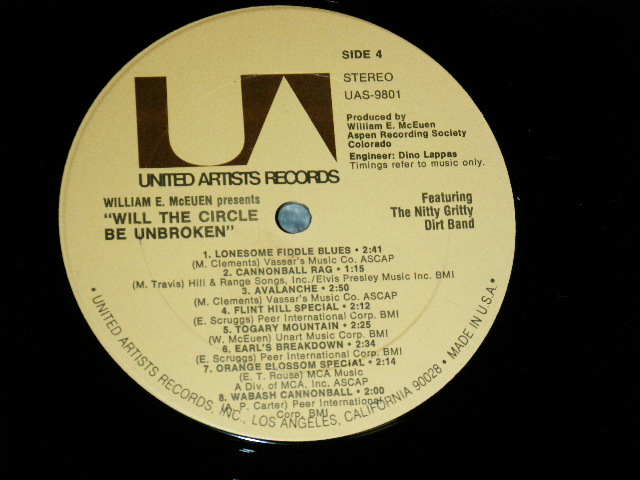 SIDE 4
STEREO
UAS-9801
Produced by
William E. McEuen
Aspen Recording Society
Colorado
Engineer: Dino Lappas
Timings refer to music only.
UA
UNITED ARTISTS RECORDS
WILLIAM E. McEUEN presents
"WILL THE CIRCLE
BE UNBROKEN"
Featuring
The Nitty Gritty
Dirt Band
1. LONESOME FIDDLE BLUES • 2:41
(M. Clements) Vassar's Music Co. ASCAP
2. CANNONBALL RAG • 1:15
(M. Travis) Hill & Range Songs, Inc./Elvis Presley Music Inc. BMI
3. AVALANCHE • 2:50
(M. Clements) Vassar's Music Co. ASCAP
4. FLINT HILL SPECIAL • 2:12
(E. Scruggs) Peer International Corp. BMI
5. TOGARY MOUNTAIN • 2:25
(W. McEuen) Unart Music Corp. BMI
6. EARL'S BREAKDOWN • 2:34
(E. Scruggs) Peer International Corp. BMI
7. ORANGE BLOSSOM SPECIAL • 2:14
(E. T. Rouse) MCA Music
A Div. of MCA, Inc. ASCAP
8. WABASH CANNONBALL • 2:00
(A. P. Carter) Peer International
Corp. BMI
• UNITED ARTISTS RECORDS, INC., LOS ANGELES, CALIFORNIA 90028 • MADE IN U.S.A. •